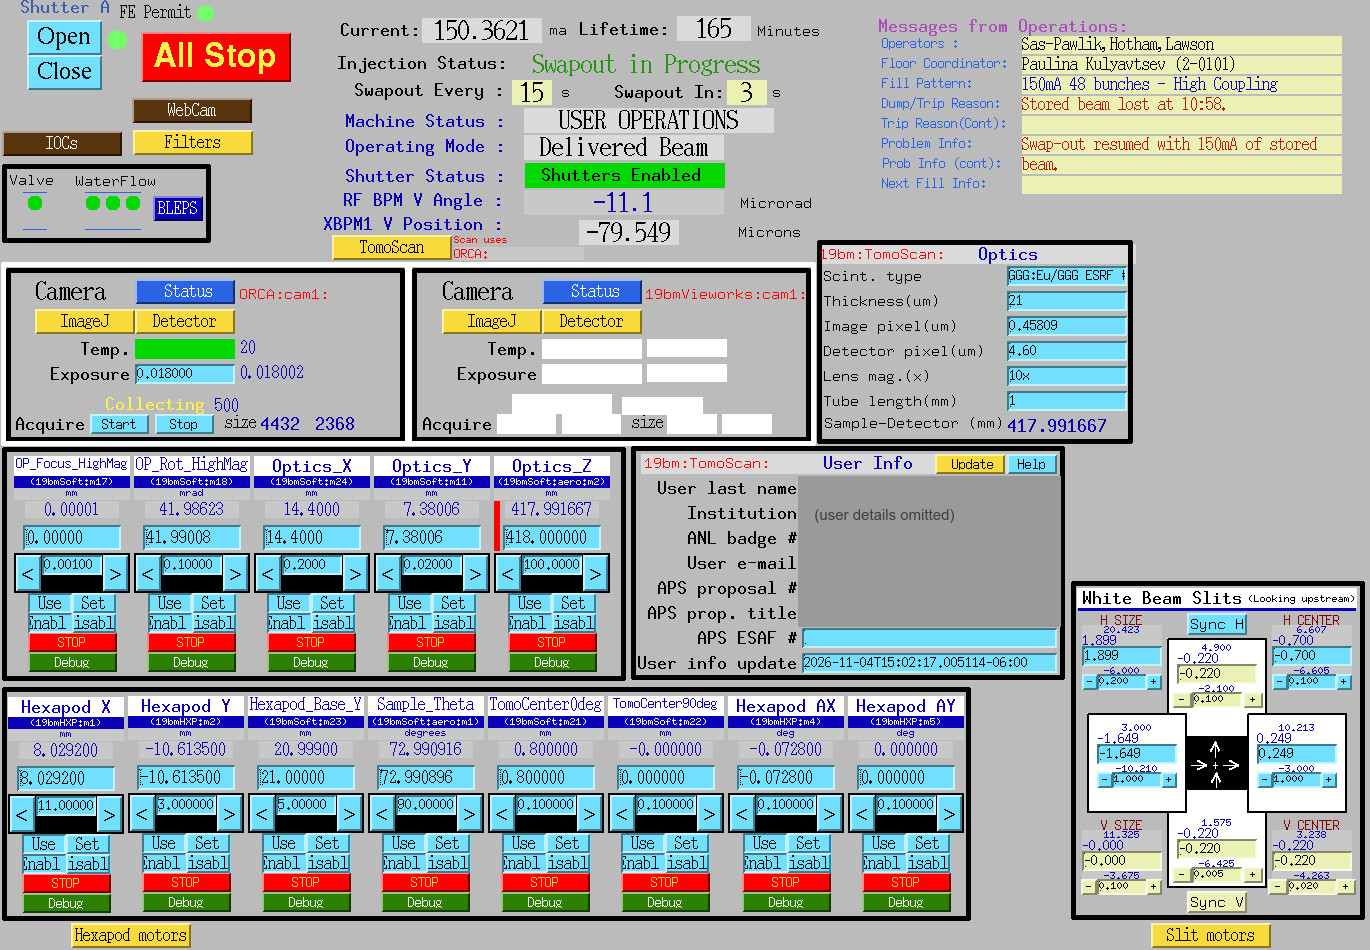 Shutter A
FE Permit
Open
Close
All Stop
WebCam
IOCs
Filters
Valve
WaterFlow
BLEPS
Current: 150.3621 ma Lifetime: 165 Minutes
Injection Status: Swapout in Progress
Swapout Every : 15 s Swapout In: 3 s
Machine Status : USER OPERATIONS
Operating Mode : Delivered Beam
Shutter Status : Shutters Enabled
RF BPM V Angle : -11.1 Microrad
XBPM1 V Position : -79.549 Microns
TomoScan
Scan uses
ORCA:
Messages from Operations:
Operators : Sas-Pawlik,Hotham,Lawson
Floor Coordinator: Paulina Kulyavtsev (2-0101)
Fill Pattern: 150mA 48 bunches - High Coupling
Dump/Trip Reason: Stored beam lost at 10:58.
Trip Reason(Cont):
Problem Info: Swap-out resumed with 150mA of stored
Prob Info (cont): beam.
Next Fill Info:
Camera Status ORCA:cam1:
ImageJ Detector
Temp. 20
Exposure 0.018000 0.018002
Collecting 500
Acquire Start Stop size 4432 2368
Camera Status 19bmVieworks:cam1:
ImageJ Detector
Temp.
Exposure
Acquire size
19bm:TomoScan: Optics
Scint. type GGG:Eu/GGG ESRF
Thickness(um) 21
Image pixel(um) 0.45809
Detector pixel(um) 4.60
Lens mag.(x) 10x
Tube length(mm) 1
Sample-Detector (mm) 417.991667
OP_Focus_HighMag OP_Rot_HighMag Optics_X Optics_Y Optics_Z
(19bmSoft:m17) (19bmSoft:m18) (19bmSoft:m24) (19bmSoft:m11) (19bmSoft:aero:m2)
mm mrad mm mm mm
0.00001 41.98623 14.4000 7.38006 417.991667
0.00000 41.99008 14.4000 7.38006 418.000000
< 0.00100 > < 0.10000 > < 0.2000 > < 0.02000 > < 100.0000 >
Use Set Use Set Use Set Use Set Use Set
Enabl isabl Enabl isabl Enabl isabl Enabl isabl Enabl isabl
STOP STOP STOP STOP STOP
Debug Debug Debug Debug Debug
19bm:TomoScan: User Info Update Help
User last name
Institution
(user details omitted)
ANL badge #
User e-mail
APS proposal #
APS prop. title
APS ESAF #
User info update 2026-11-04T15:02:17.005114-06:00
Hexapod X Hexapod Y Hexapod_Base_Y Sample_Theta TomoCenter0deg TomoCenter90deg Hexapod AX Hexapod AY
(19bmHXP:m1) (19bmHXP:m2) (19bmSoft:m23) (19bmSoft:aero:m1) (19bmSoft:m21) (19bmSoft:m22) (19bmHXP:m4) (19bmHXP:m5)
mm mm mm degrees mm mm deg deg
8.029200 -10.613500 20.99900 72.990916 0.800000 -0.000000 -0.072800 0.000000
8.029200 -10.613500 21.00000 72.990896 0.800000 0.000000 -0.072800 0.000000
< 11.00000 > < 3.000000 > < 5.00000 > < 90.00000 > < 0.100000 > < 0.100000 > < 0.100000 > < 0.100000 >
Use Set Use Set Use Set Use Set Use Set Use Set Use Set Use Set
Enabl isabl Enabl isabl Enabl isabl Enabl isabl Enabl isabl Enabl isabl Enabl isabl Enabl isabl
STOP STOP STOP STOP STOP STOP STOP STOP
Debug Debug Debug Debug Debug Debug Debug Debug
Hexapod motors
White Beam Slits (Looking upstream)
H SIZE
20.423
1.899
1.899
-6.000
- 0.200 +
Sync H
4.900
-0.220
-0.220
-2.100
- 0.100 +
H CENTER
6.607
-0.700
-0.700
-6.605
- 0.100 +
3.000
-1.649
-1.649
-10.210
- 1.000 +
10.213
0.249
0.249
-3.000
- 1.000 +
V SIZE
11.325
-0.000
-0.000
-3.675
- 0.100 +
1.575
-0.220
-0.220
-6.425
- 0.005 +
Sync V
V CENTER
3.238
-0.220
-0.220
-4.263
- 0.020 +
Slit motors